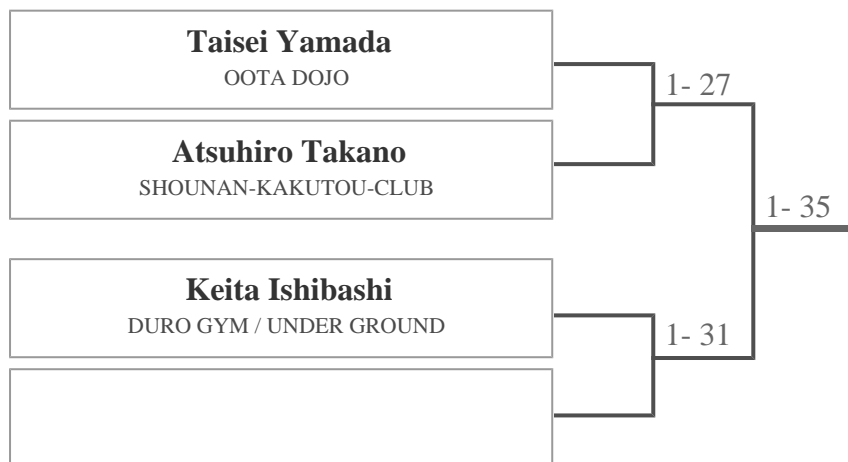 Taisei Yamada
OOTA DOJO
1- 27
Atsuhiro Takano
SHOUNAN-KAKUTOU-CLUB
1- 35
Keita Ishibashi
DURO GYM / UNDER GROUND
1- 31